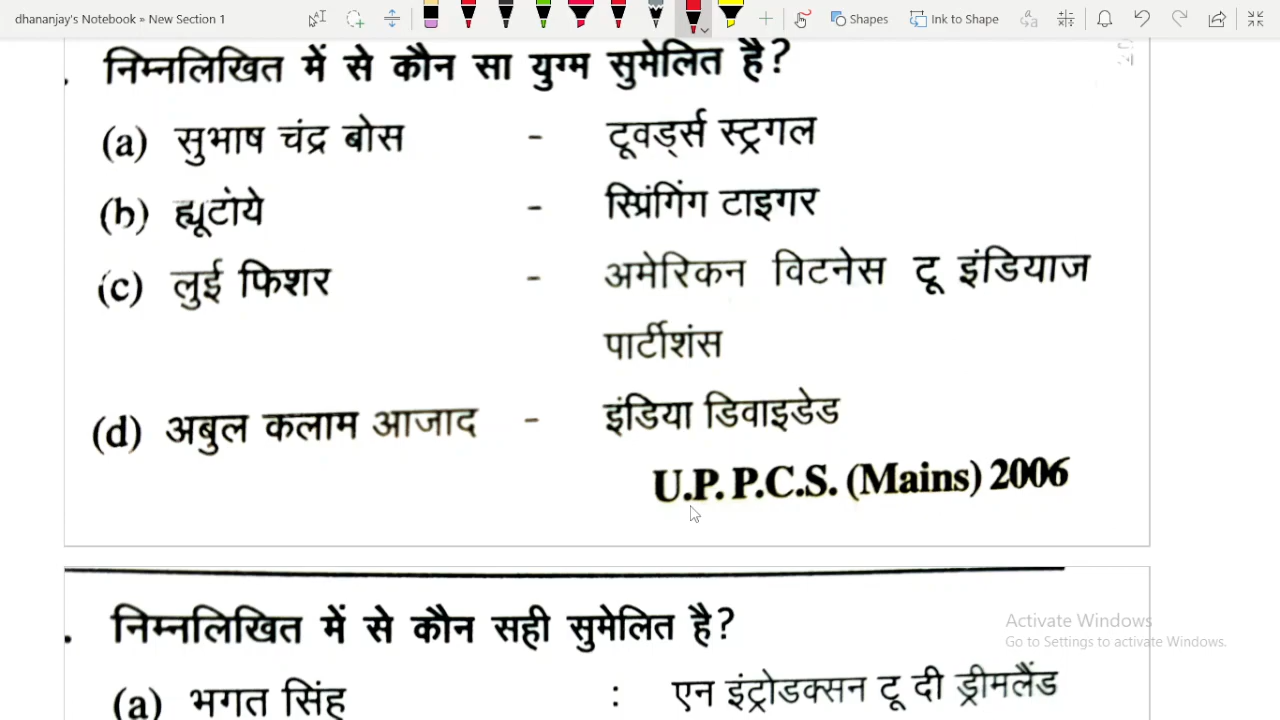 dhananjay's Notebook » New Section 1
Shapes
Ink to Shape
. निम्नलिखित में से कौन सा युग्म सुमेलित है?
(a) सुभाष चंद्र बोस - टूवर्ड्स स्ट्रगल
(b) ह्यूटोये - स्प्रिंगिंग टाइगर
(c) लुई फिशर - अमेरिकन विटनेस टू इंडियाज
पार्टीशंस
(d) अबुल कलाम आजाद - इंडिया डिवाइडेड
U.P. P.C.S. (Mains) 2006
. निम्नलिखित में से कौन सही सुमेलित है?
Activate Windows
Go to Settings to activate Windows.
(a) भगत सिंह : एन इंट्रोडक्सन टू दी ड्रीमलैंड